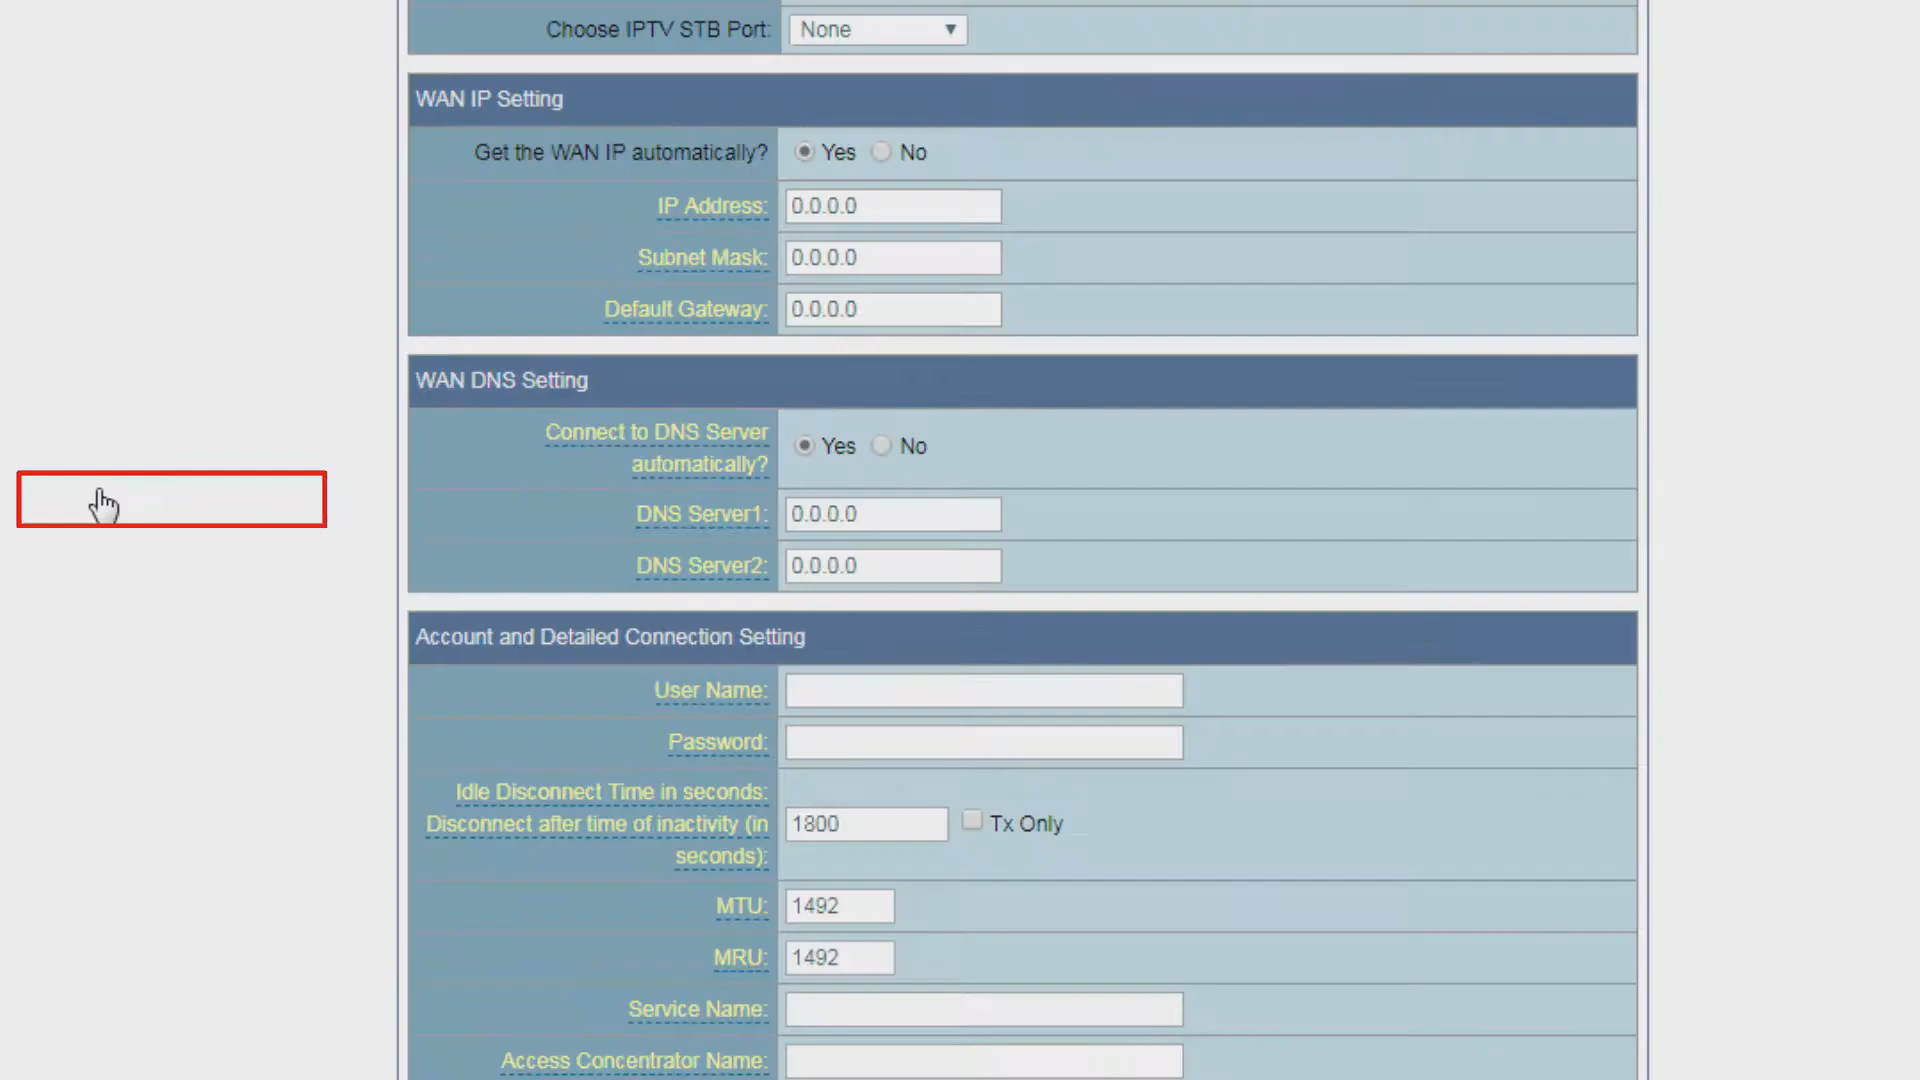 Choose IPTV STB Port: None
WAN IP Setting
Get the WAN IP automatically? Yes No
IP Address: 0.0.0.0
Subnet Mask: 0.0.0.0
Default Gateway: 0.0.0.0
WAN DNS Setting
Connect to DNS Server
automatically? Yes No
DNS Server1: 0.0.0.0
DNS Server2: 0.0.0.0
Account and Detailed Connection Setting
User Name:
Password:
Idle Disconnect Time in seconds:
Disconnect after time of inactivity (in
seconds): 1800 Tx Only
MTU: 1492
MRU: 1492
Service Name:
Access Concentrator Name: